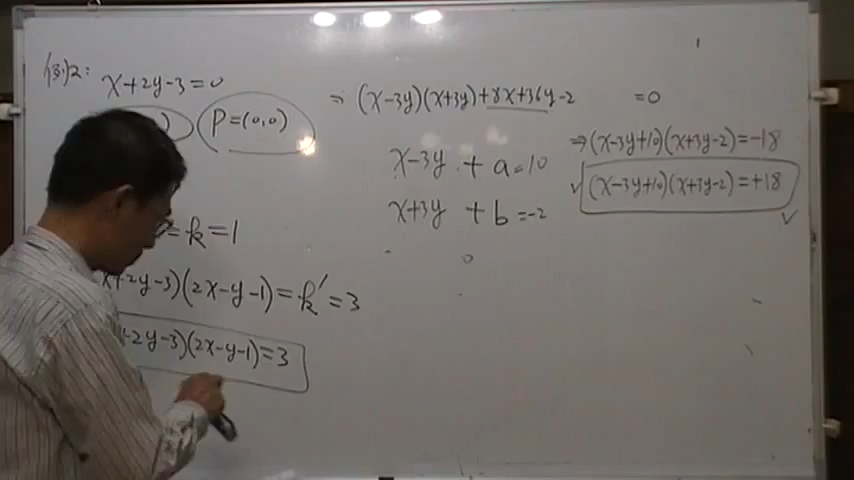 例2: x+2y-3=0
P=(0,0)
= k = 1
x+2y-3)(2x-y-1) = k' = 3
+2y-3)(2x-y-1)=3
⇒ (x-3y)(x+3y)+8x+36y-2 =0
x-3y + a=10
x+3y + b=-2
⇒(x-3y+10)(x+3y-2)=-18
√(x-3y+10)(x+3y-2)=+18 √